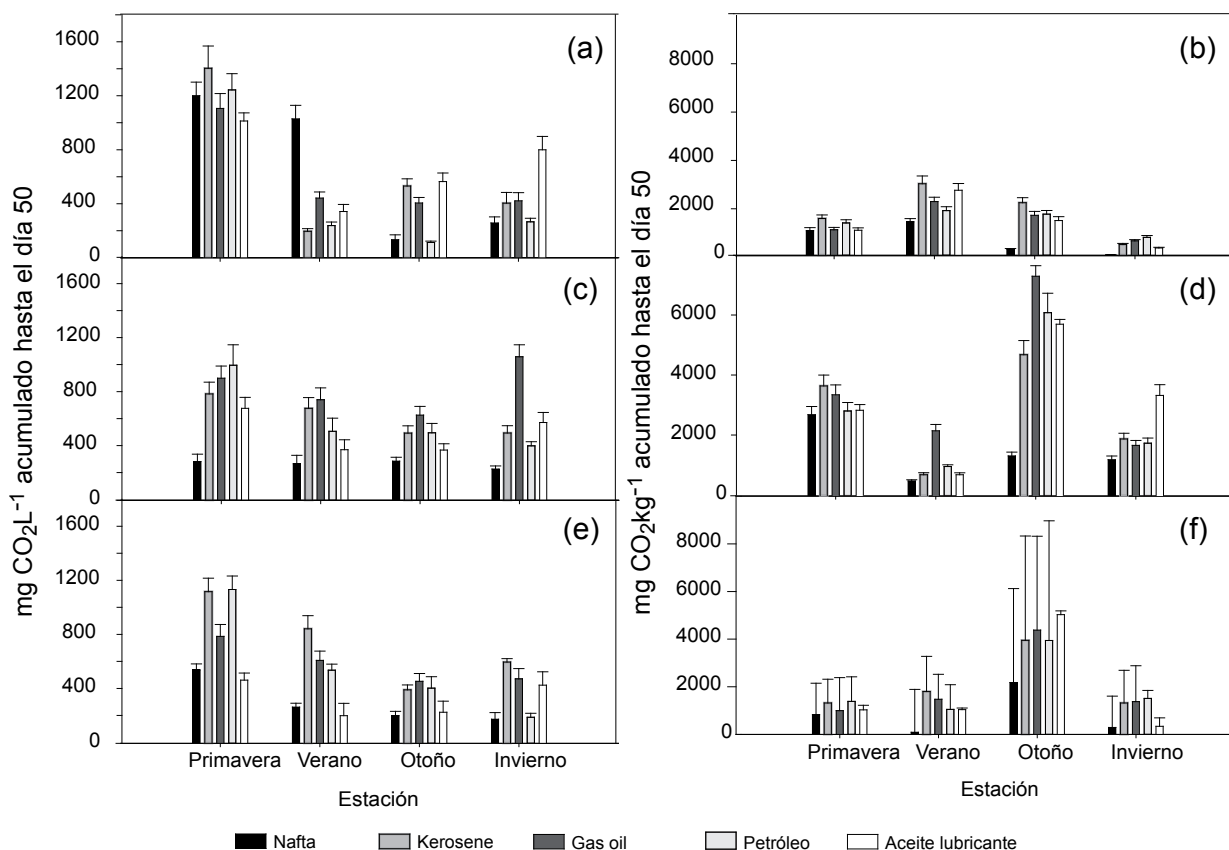 mg CO₂L⁻¹ acumulado hasta el día 50
1600
1200
800
400
0
(a)
1600
1200
800
400
0
(c)
1600
1200
800
400
0
(e)
Primavera Verano Otoño Invierno
Estación
mg CO₂kg⁻¹ acumulado hasta el día 50
8000
6000
4000
2000
0
(b)
6000
4000
2000
0
(d)
8000
6000
4000
2000
0
(f)
Primavera Verano Otoño Invierno
Estación
Nafta Kerosene Gas oil Petróleo Aceite lubricante